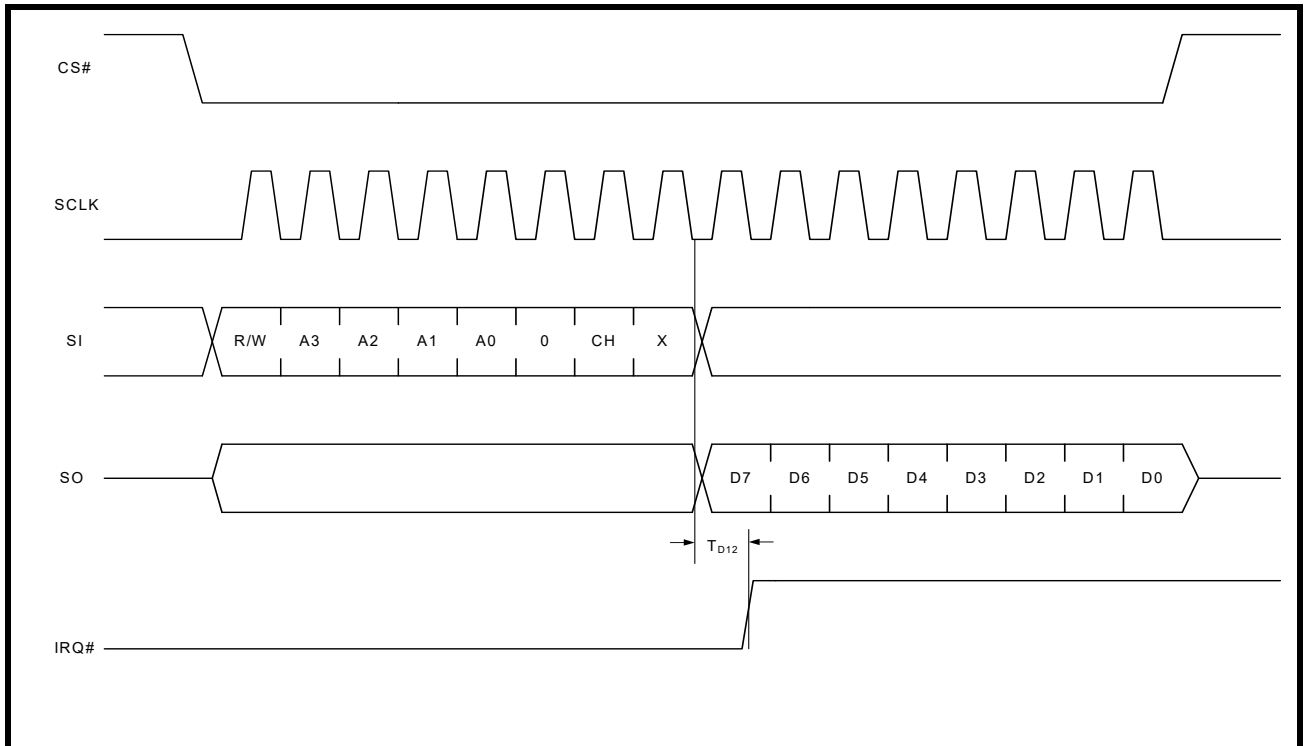 CS#
SCLK
SI R/W A3 A2 A1 A0 0 CH X
SO D7 D6 D5 D4 D3 D2 D1 D0
TD12
IRQ#